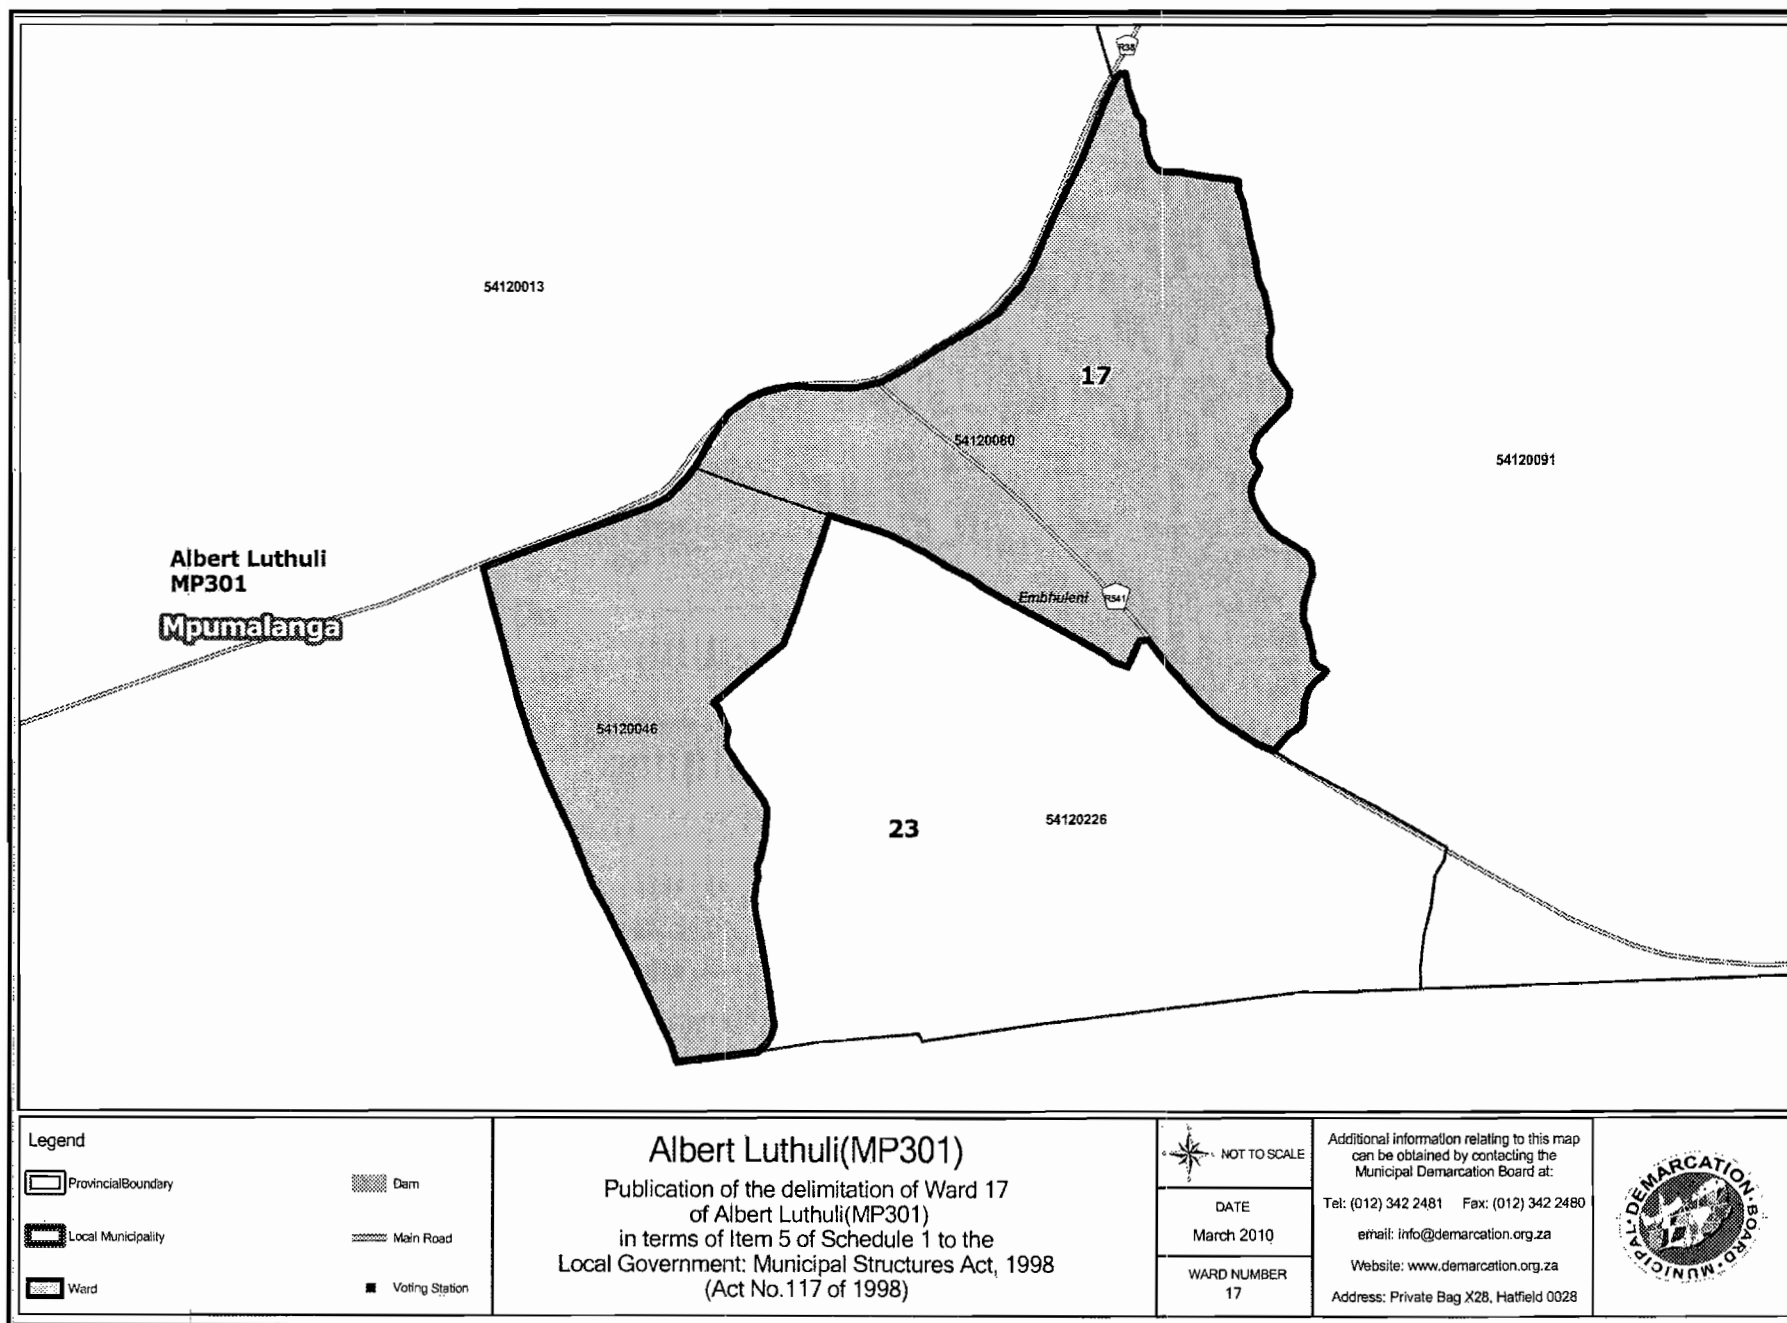 R38
54120013
17
54120080
54120091
Albert Luthuli
MP301
Mpumalanga
Embhuleni
R541
54120046
23
54120226
Legend
ProvincialBoundary
Dam
Local Municipality
Main Road
Ward
Voting Station
Albert Luthuli(MP301)
Publication of the delimitation of Ward 17
of Albert Luthuli(MP301)
in terms of Item 5 of Schedule 1 to the
Local Government: Municipal Structures Act, 1998
(Act No.117 of 1998)
NOT TO SCALE
DATE
March 2010
WARD NUMBER
17
Additional information relating to this map
can be obtained by contacting the
Municipal Demarcation Board at:
Tel: (012) 342 2481 Fax: (012) 342 2480
email: info@demarcation.org.za
Website: www.demarcation.org.za
Address: Private Bag X28, Hatfield 0028
MUNICIPAL DEMARCATION BOARD